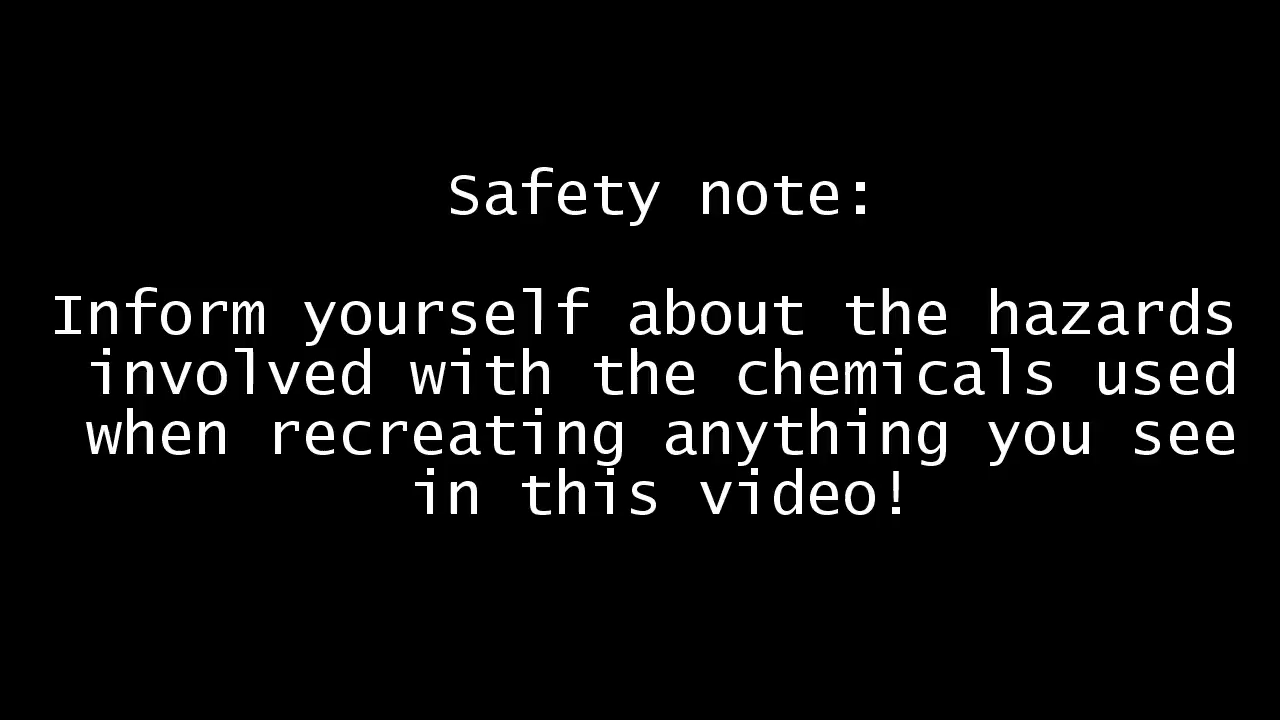 Safety note:
Inform yourself about the hazards
involved with the chemicals used
when recreating anything you see
in this video!